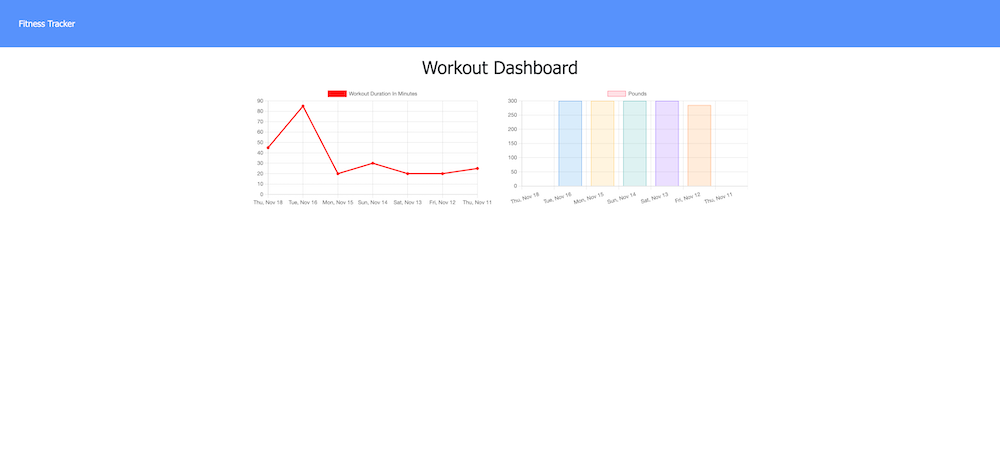 Fitness Tracker
Workout Dashboard
Workout Duration In Minutes
90
80
70
60
50
40
30
20
10
0
Thu, Nov 18 Tue, Nov 16 Mon, Nov 15 Sun, Nov 14 Sat, Nov 13 Fri, Nov 12 Thu, Nov 11
Pounds
300
250
200
150
100
50
0
Thu, Nov 18 Tue, Nov 16 Mon, Nov 15 Sun, Nov 14 Sat, Nov 13 Fri, Nov 12 Thu, Nov 11